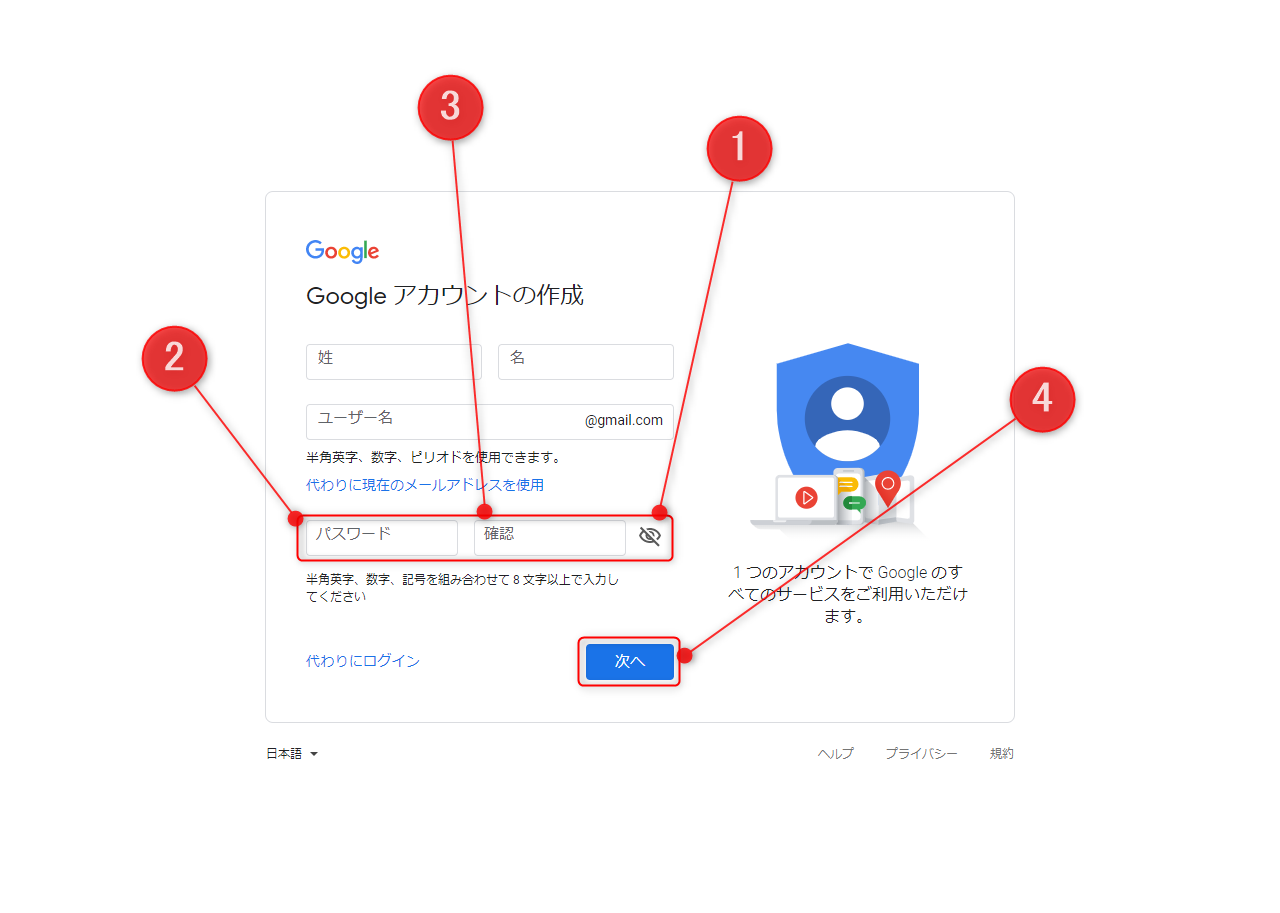 3
1
Google
Google アカウントの作成
姓
名
2
4
ユーザー名
@gmail.com
半角英字、数字、ピリオドを使用できます。
代わりに現在のメールアドレスを使用
パスワード
確認
半角英字、数字、記号を組み合わせて 8 文字以上で入力し
てください
1 つのアカウントで Google のす
べてのサービスをご利用いただけ
ます。
代わりにログイン
次へ
日本語
ヘルプ
プライバシー
規約